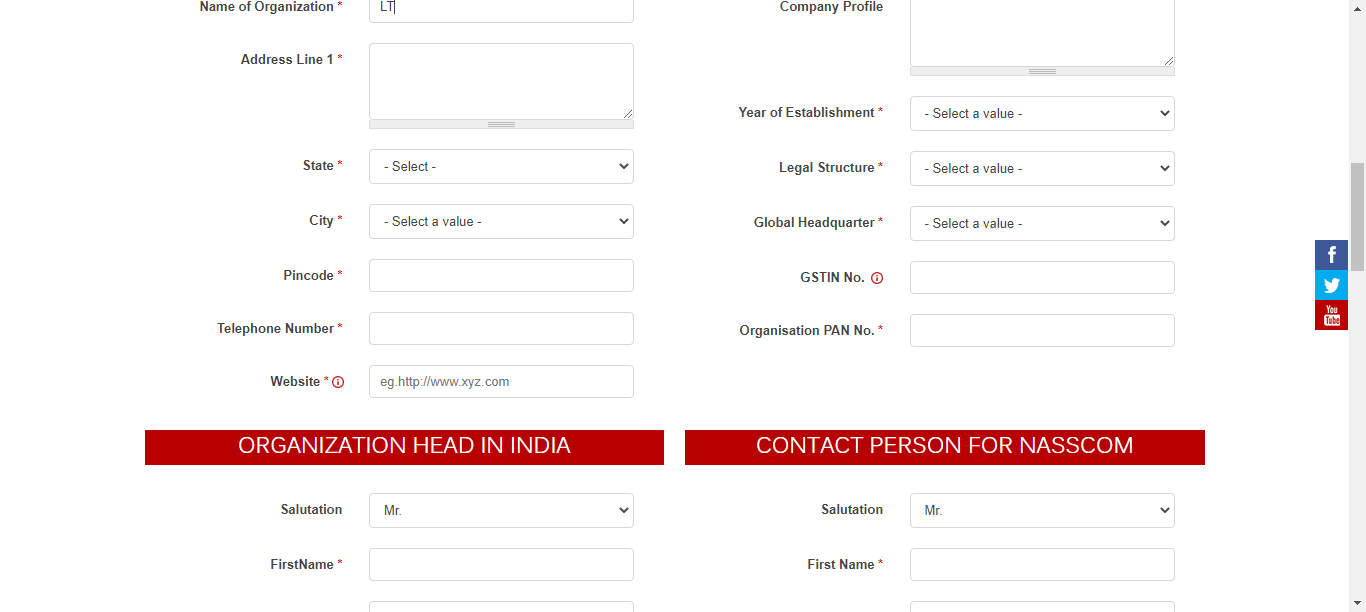 Name of Organization *
LT
Address Line 1 *
State *
- Select -
City *
- Select a value -
Pincode *
Telephone Number *
Website *
eg.http://www.xyz.com
Company Profile
Year of Establishment *
- Select a value -
Legal Structure *
- Select a value -
Global Headquarter *
- Select a value -
GSTIN No.
Organisation PAN No. *
You
Tube
ORGANIZATION HEAD IN INDIA
Salutation
Mr.
FirstName *
CONTACT PERSON FOR NASSCOM
Salutation
Mr.
First Name *